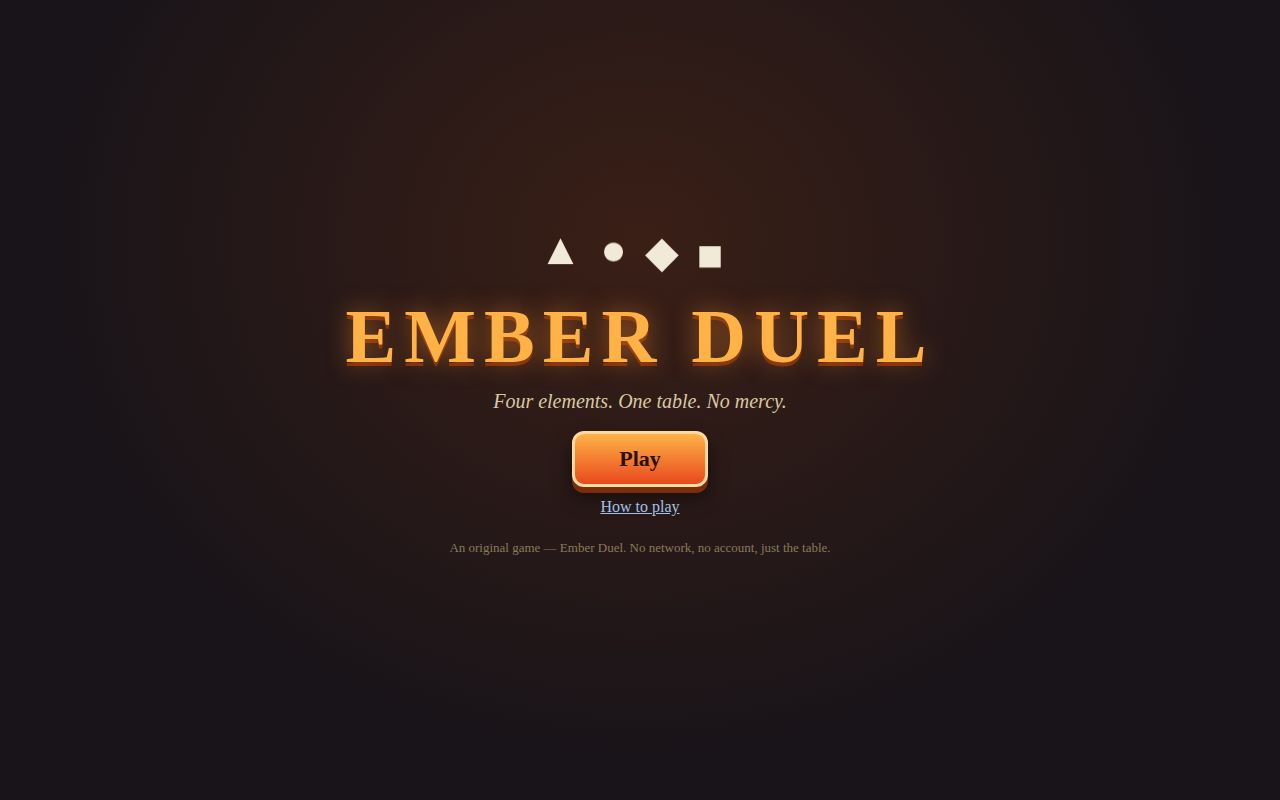 EMBER DUEL
Four elements. One table. No mercy.
Play
How to play
An original game — Ember Duel. No network, no account, just the table.